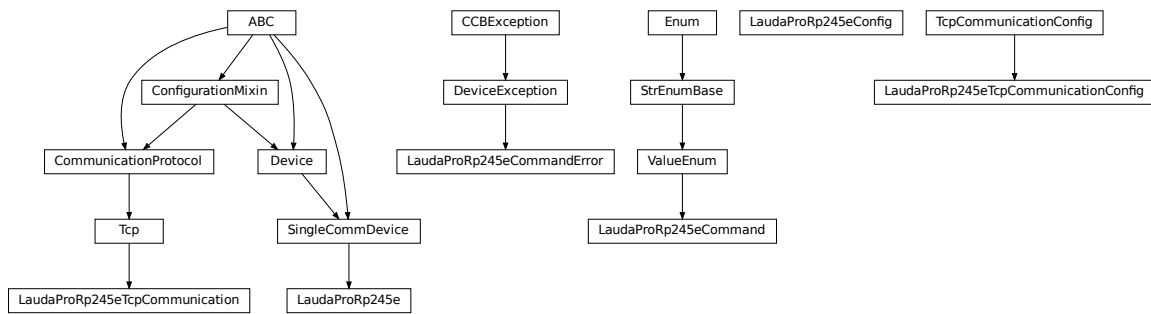 ABC
CCBException
Enum
LaudaProRp245eConfig
TcpCommunicationConfig
ConfigurationMixin
DeviceException
StrEnumBase
LaudaProRp245eTcpCommunicationConfig
CommunicationProtocol
Device
LaudaProRp245eCommandError
ValueEnum
Tcp
SingleCommDevice
LaudaProRp245eCommand
LaudaProRp245eTcpCommunication
LaudaProRp245e